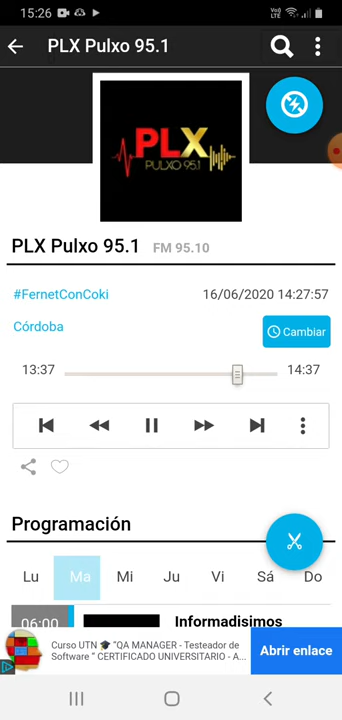 15:26
Vo)) LTE
PLX Pulxo 95.1
PLX
PULXO 95.1
PLX Pulxo 95.1 FM 95.10
#FernetConCoki 16/06/2020 14:27:57
Córdoba Cambiar
13:37 14:37
Programación
Lu Ma Mi Ju Vi Sá Do
06:00 Informadisimos
Curso UTN 🎓 "QA MANAGER - Testeador de
Software " CERTIFICADO UNIVERSITARIO - A...
Abrir enlace